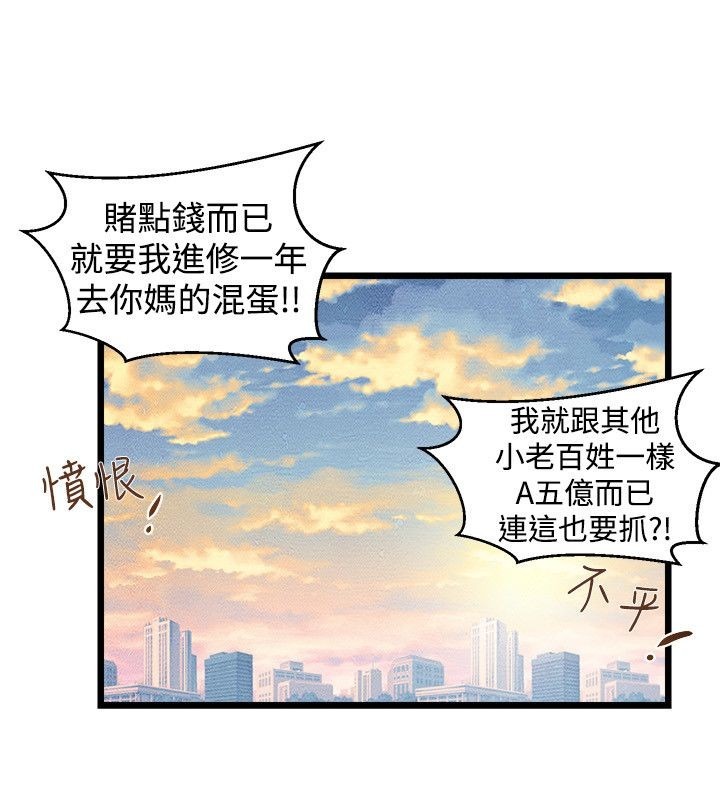 賭點錢而已
就要我進修一年
去你媽的混蛋!!
我就跟其他
小老百姓一樣
A五億而已
連這也要抓?!
憤恨!
不平!